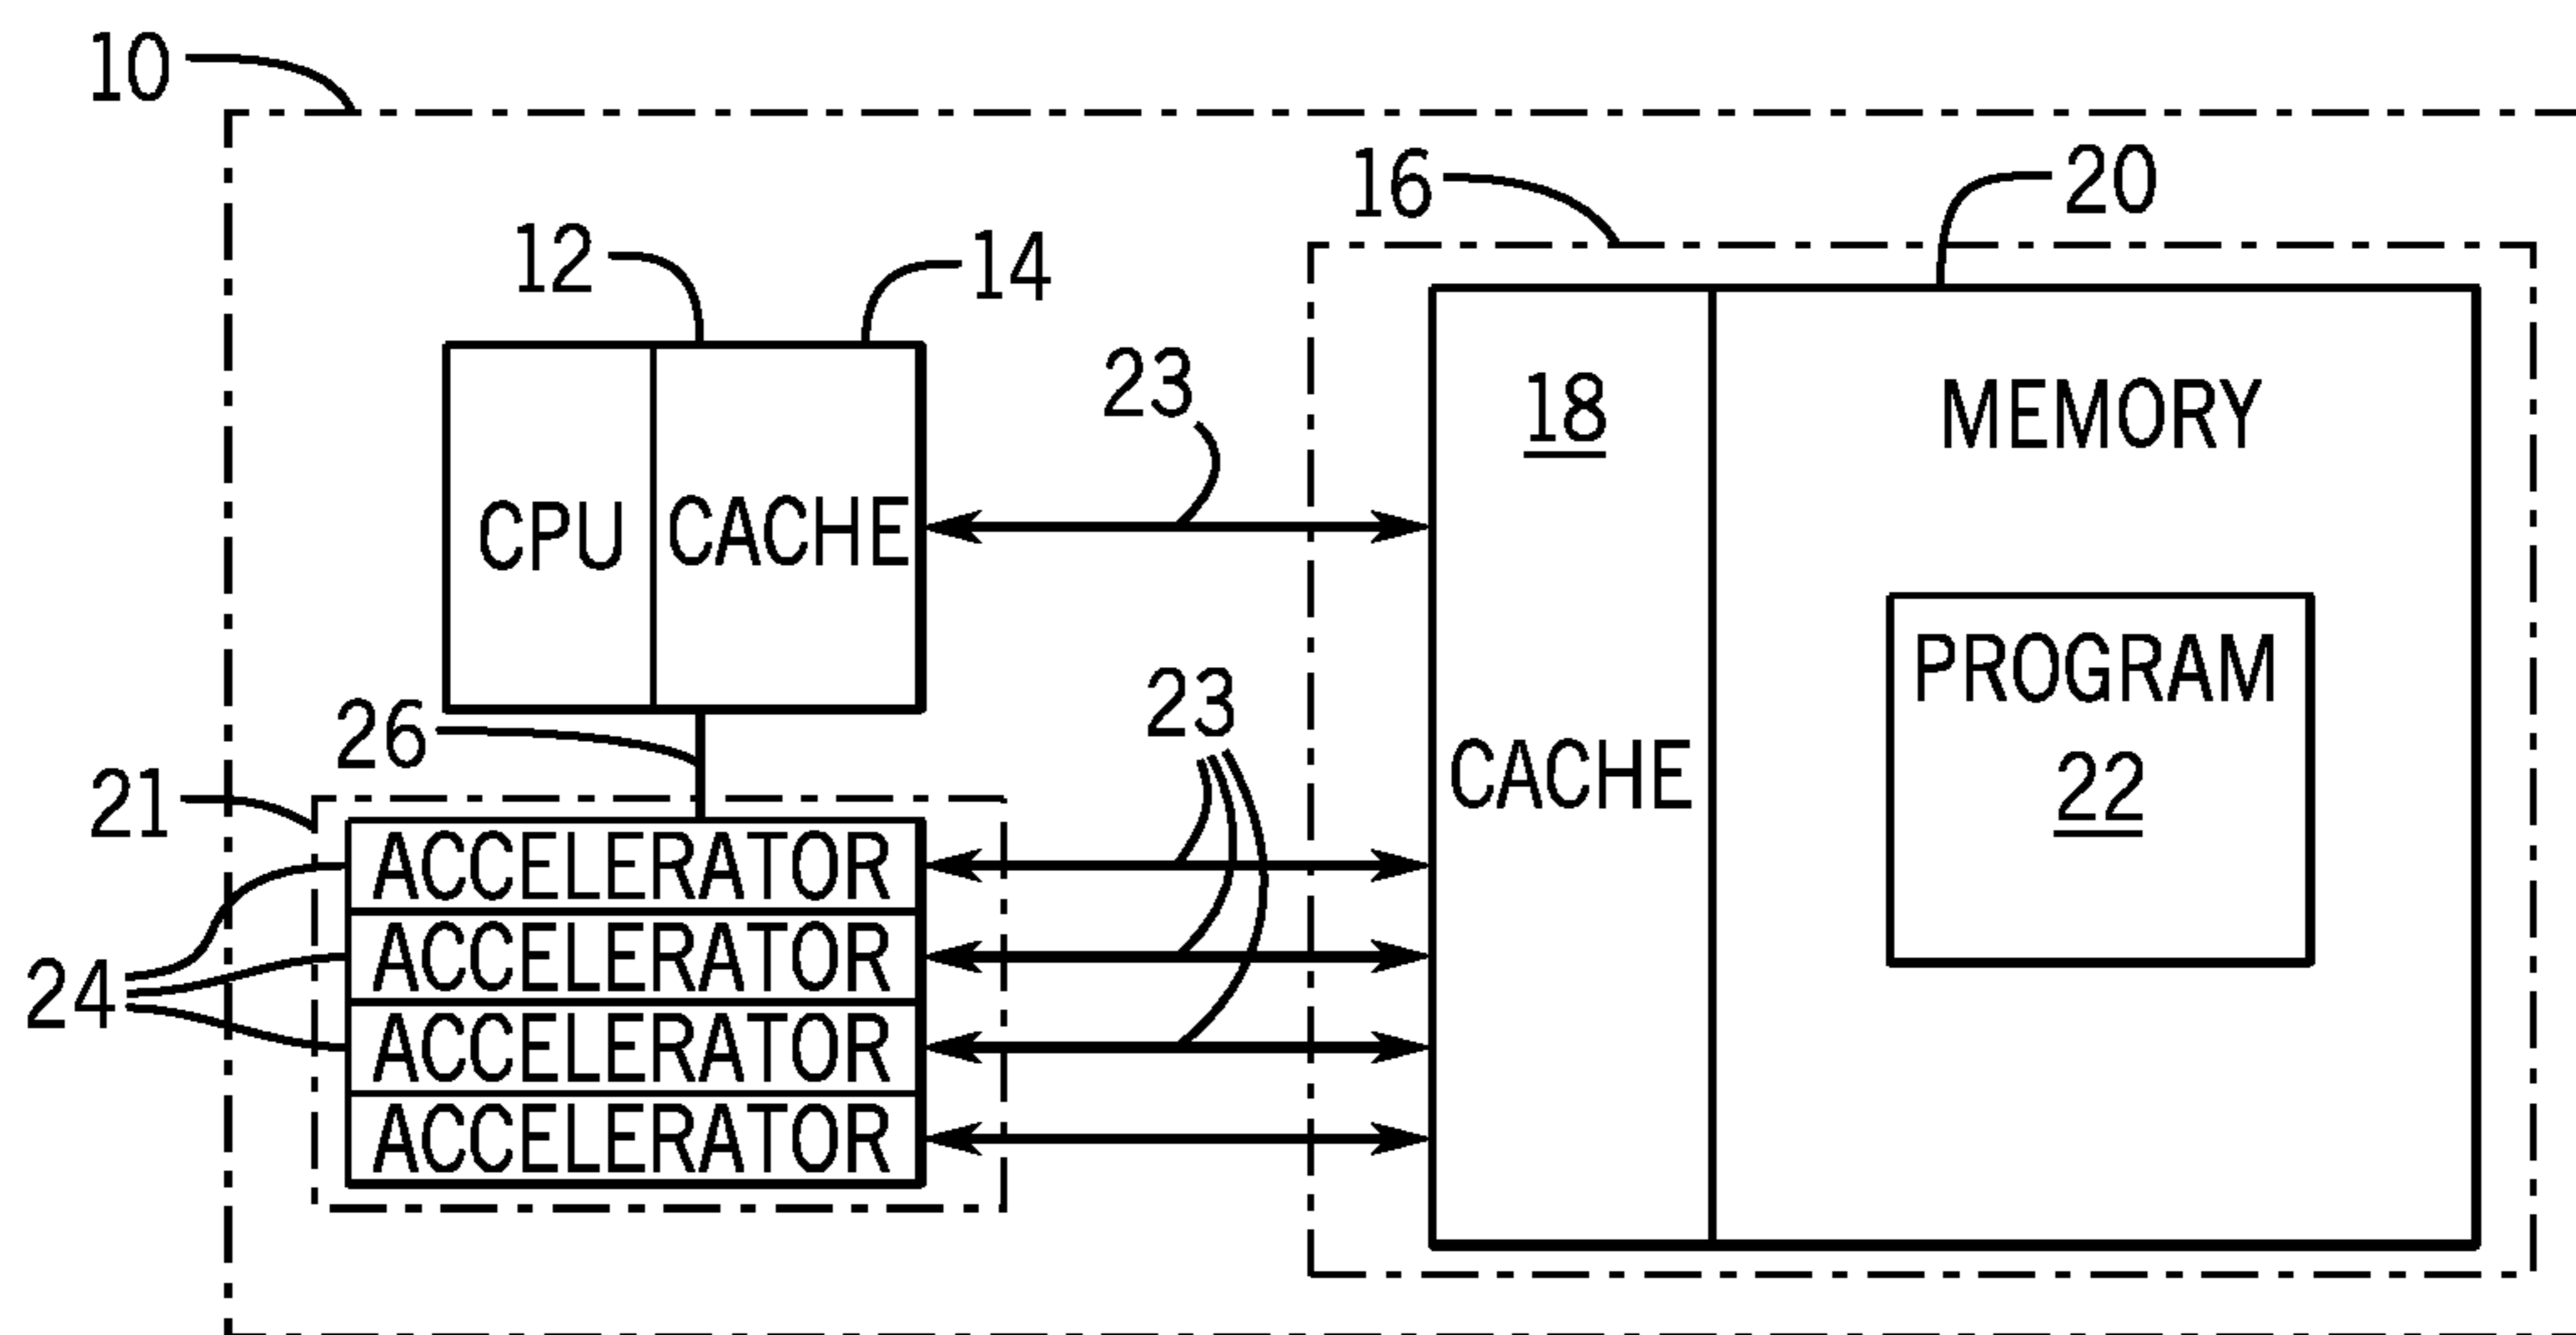 10
16
20
12
14
23
18
MEMORY
CPU
CACHE
PROGRAM
22
23
26
CACHE
21
ACCELERATOR
ACCELERATOR
24
ACCELERATOR
ACCELERATOR